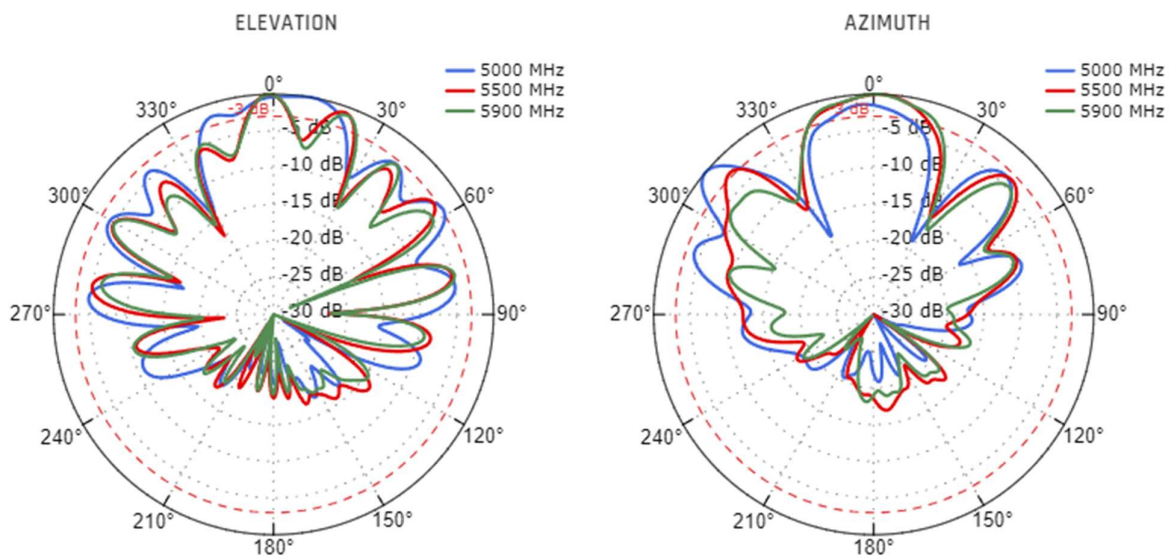 ELEVATION
5000 MHz
5500 MHz
5900 MHz
0°
30°
60°
90°
120°
150°
180°
210°
240°
270°
300°
330°
-3 dB
-5 dB
-10 dB
-15 dB
-20 dB
-25 dB
-30 dB
AZIMUTH
5000 MHz
5500 MHz
5900 MHz
0°
30°
60°
90°
120°
150°
180°
210°
240°
270°
300°
330°
-3 dB
-5 dB
-10 dB
-15 dB
-20 dB
-25 dB
-30 dB